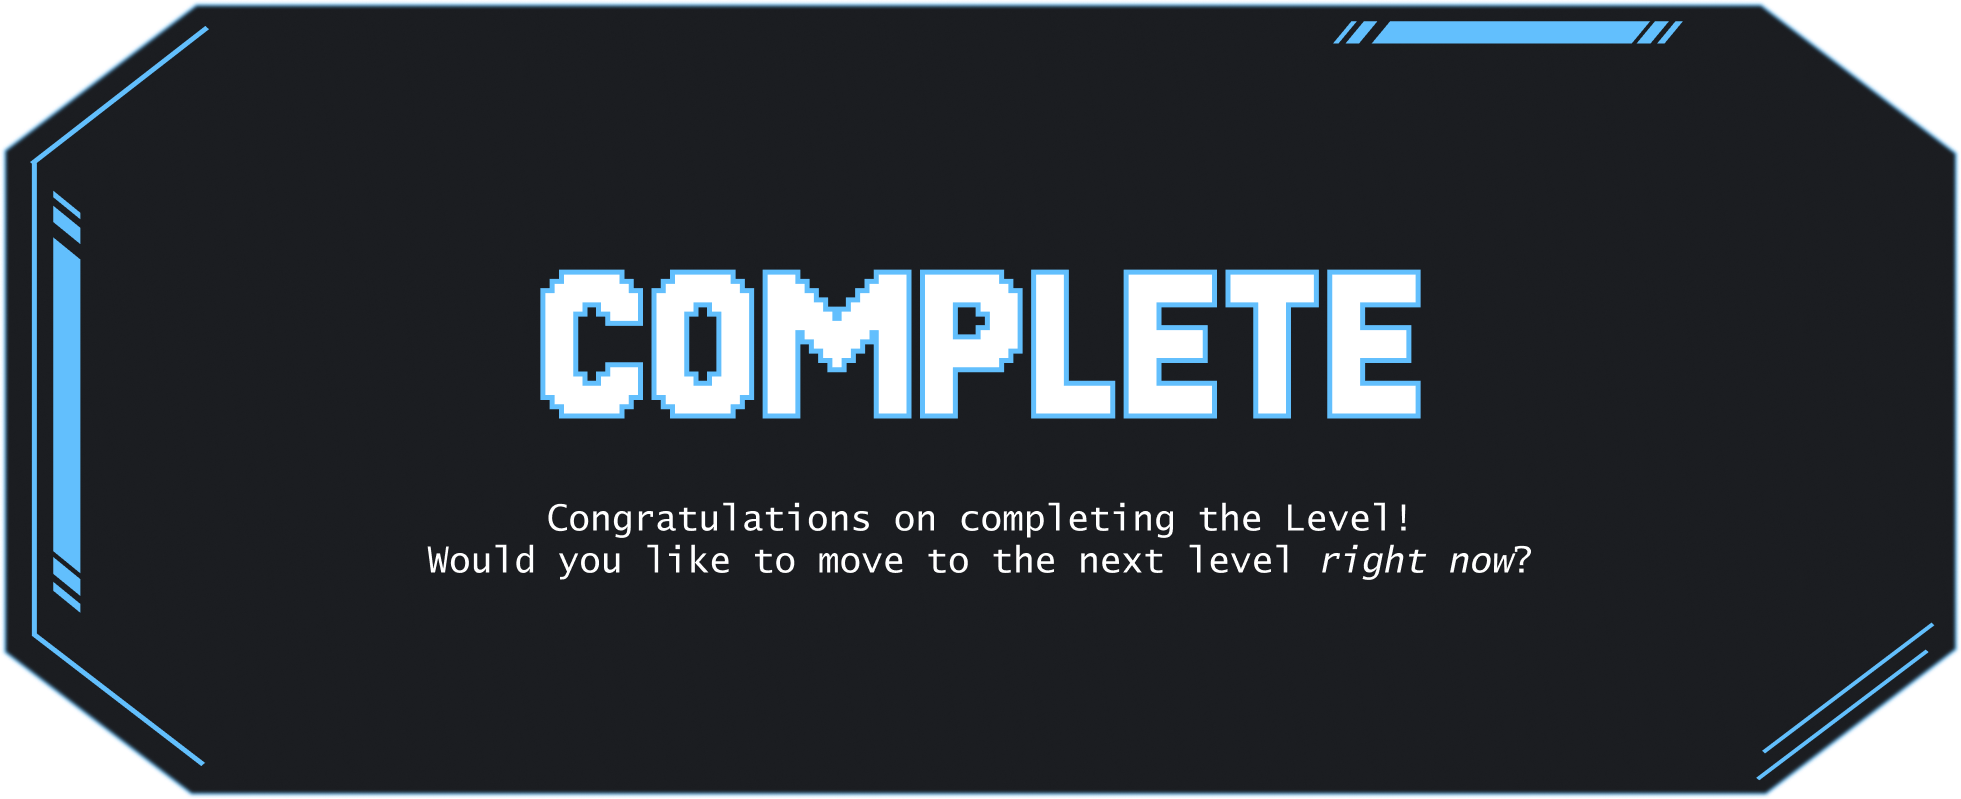 COMPLETE
Congratulations on completing the Level!
Would you like to move to the next level right now?